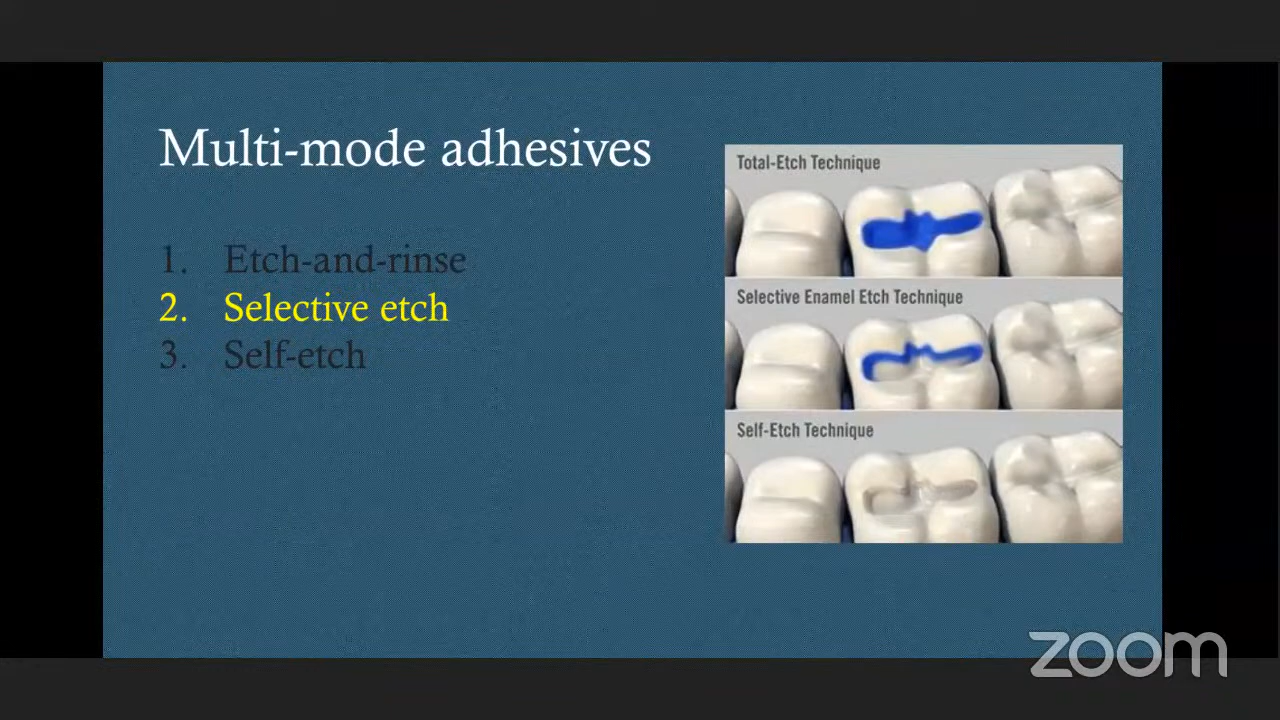 Multi-mode adhesives
1. Etch-and-rinse
2. Selective etch
3. Self-etch
Total-Etch Technique
Selective Enamel Etch Technique
Self-Etch Technique
zoom